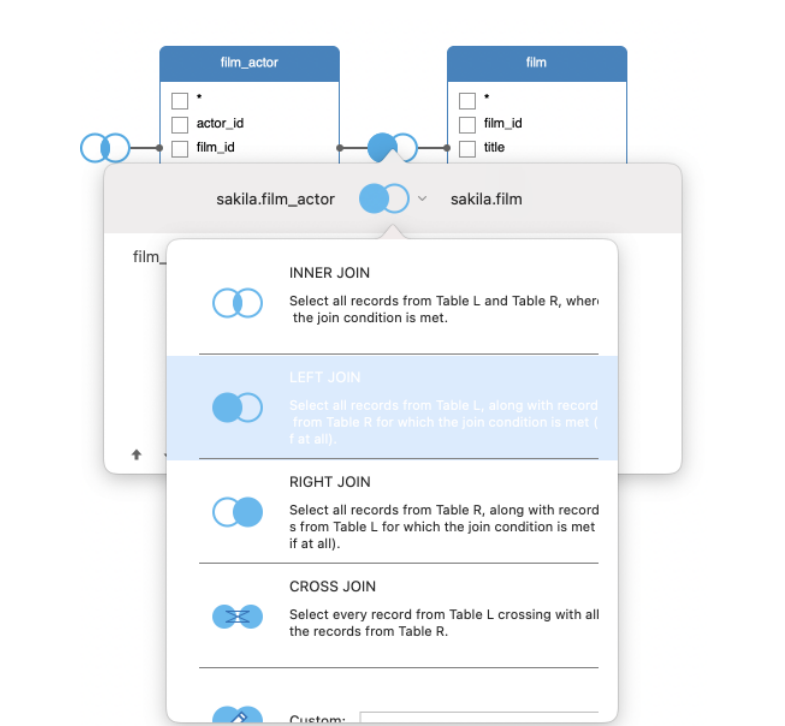 film_actor
film
*
*
actor_id
film_id
film_id
title
sakila.film_actor
sakila.film
film_
INNER JOIN
Select all records from Table L and Table R, where
the join condition is met.
LEFT JOIN
Select all records from Table L, along with record
from Table R for which the join condition is met (
f at all).
RIGHT JOIN
Select all records from Table R, along with record
s from Table L for which the join condition is met
if at all).
CROSS JOIN
Select every record from Table L crossing with all
the records from Table R.
Custom: